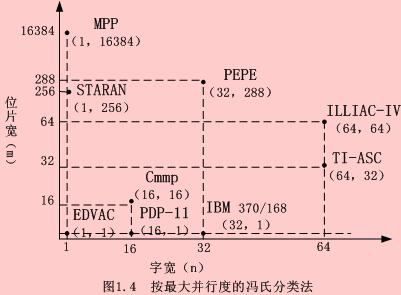 16384
MPP
(1, 16384)
288
PEPE
(32, 288)
256
STARAN
(1, 256)
位片宽(m)
64
ILLIAC-IV
(64, 64)
32
TI-ASC
(64, 32)
Cmmp
(16, 16)
16
EDVAC
(1, 1)
PDP-11
(16, 1)
IBM 370/168
(32, 1)
1
16
32
64
字宽(n)
图1.4 按最大并行度的冯氏分类法